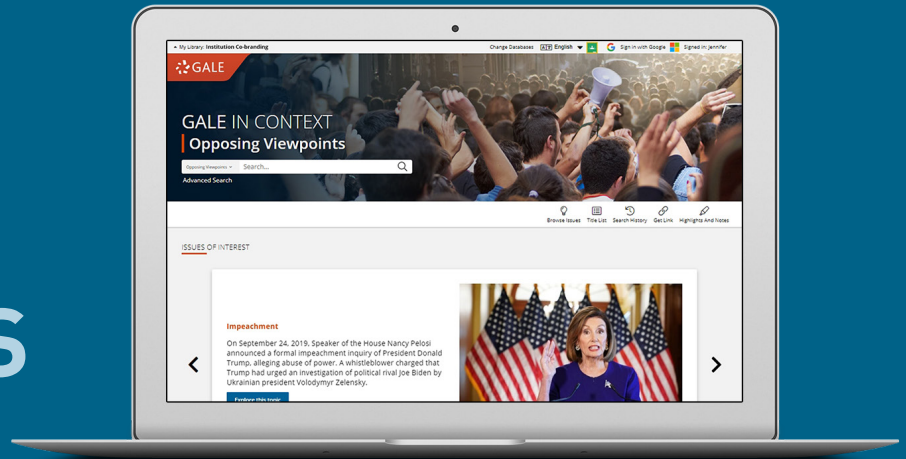 My Library: Institution Co-branding
Change Databases English Sign in with Google Signed in: Jennifer
GALE
GALE IN CONTEXT
Opposing Viewpoints
Opposing Viewpoints Search...
Advanced Search
Browse Issues Title List Search History Get Link Highlights And Notes
ISSUES OF INTEREST
Impeachment
On September 24, 2019, Speaker of the House Nancy Pelosi
announced a formal impeachment inquiry of President Donald
Trump, alleging abuse of power. A whistleblower charged that
Trump had urged an investigation of political rival Joe Biden by
Ukrainian president Volodymyr Zelensky.
Explore this topic
s